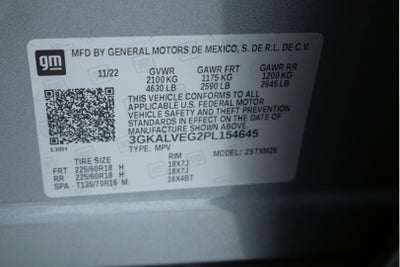 gm MFD BY GENERAL MOTORS DE MEXICO, S. DE R.L. DE C.V.
11/22 GVWR GAWR FRT GAWR RR
2100 KG 1175 KG 1200 KG
4630 LB 2590 LB 2645 LB
THIS VEHICLE CONFORMS TO ALL
APPLICABLE U.S. FEDERAL MOTOR
VEHICLE SAFETY AND THEFT PREVENTION
STANDARDS IN EFFECT ON THE DATE OF
MANUFACTURE SHOWN ABOVE.
3GKALVEG2PL154645
130H TYPE: MPV MODEL: 25TXM26
TIRE SIZE RIM
FRT 225/60R18 H 18X7J
RR 225/60R18 H 18X7J
SPA T135/70R16 M 16X4BT